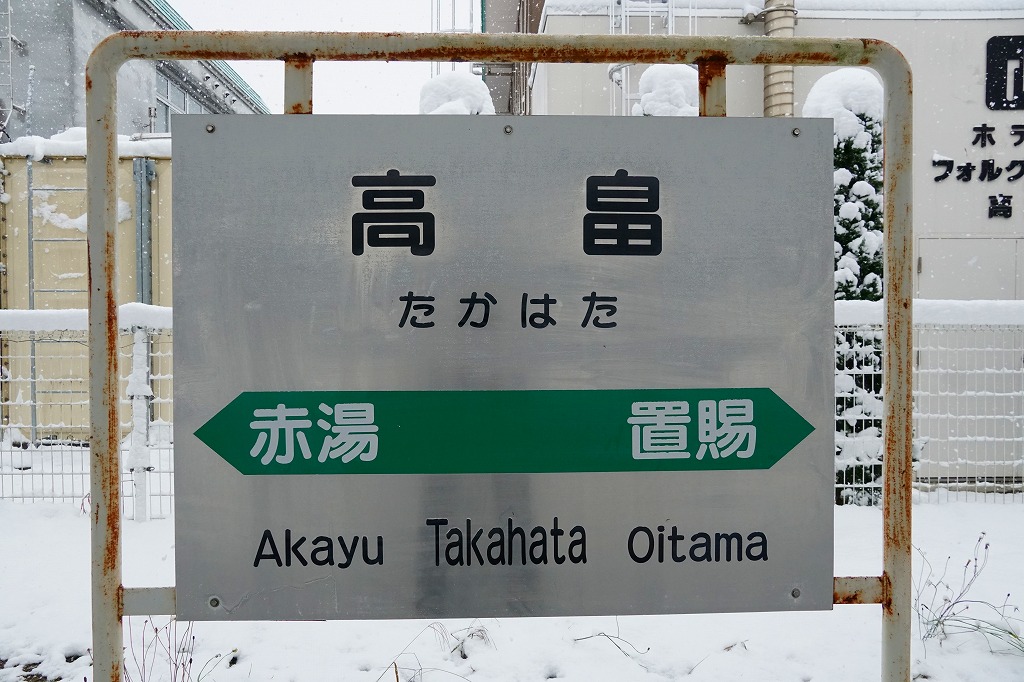 高畠
たかはた
赤湯 置賜
Akayu Takahata Oitama
ホテ
フォルク
高